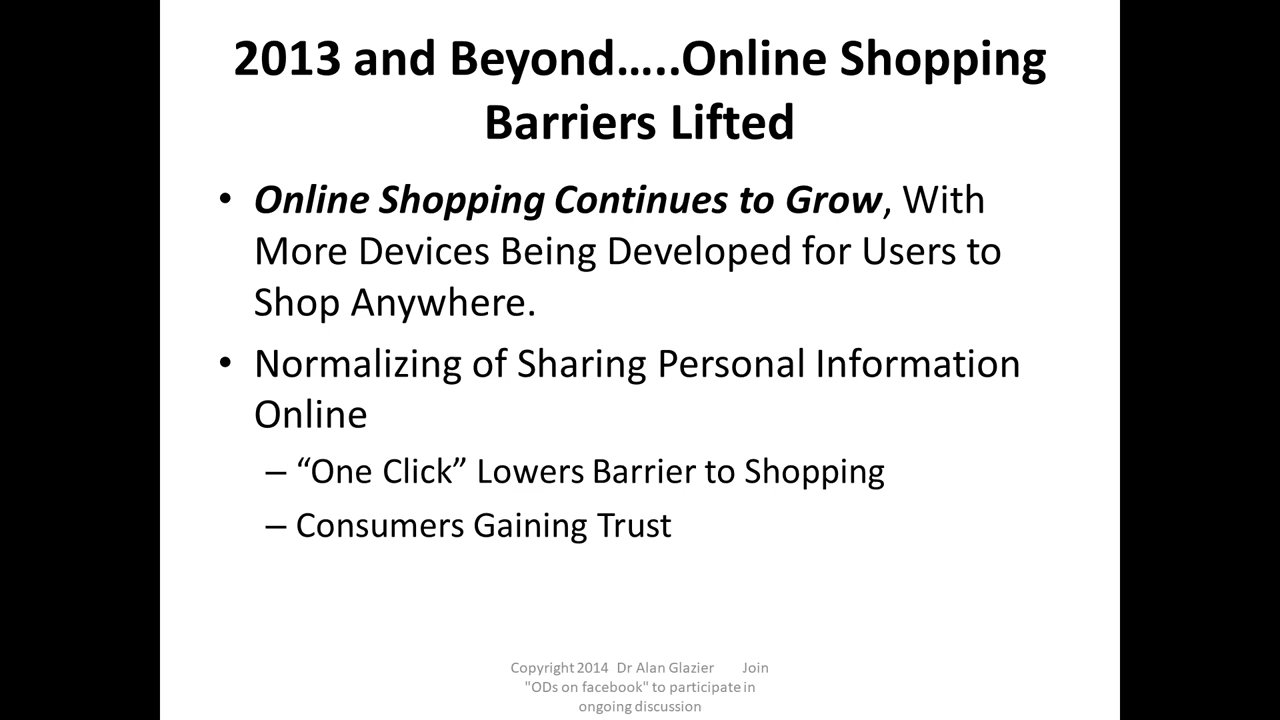 2013 and Beyond…..Online Shopping
Barriers Lifted
• Online Shopping Continues to Grow, With
More Devices Being Developed for Users to
Shop Anywhere.
• Normalizing of Sharing Personal Information
Online
– “One Click” Lowers Barrier to Shopping
– Consumers Gaining Trust
Copyright 2014 Dr Alan Glazier Join
"ODs on facebook" to participate in
ongoing discussion